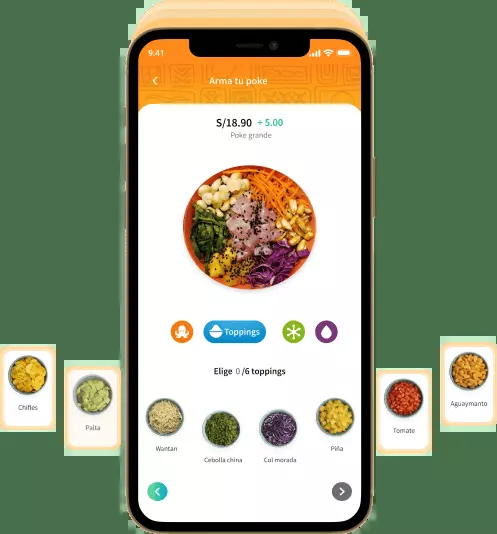 9:41
Arma tu poke
S/18.90 + 5.00
Poke grande
Toppings
Elige 0 /6 toppings
Chifles
Palta
Wantan
Cebolla china
Col morada
Piña
Tomate
Aguaymanto